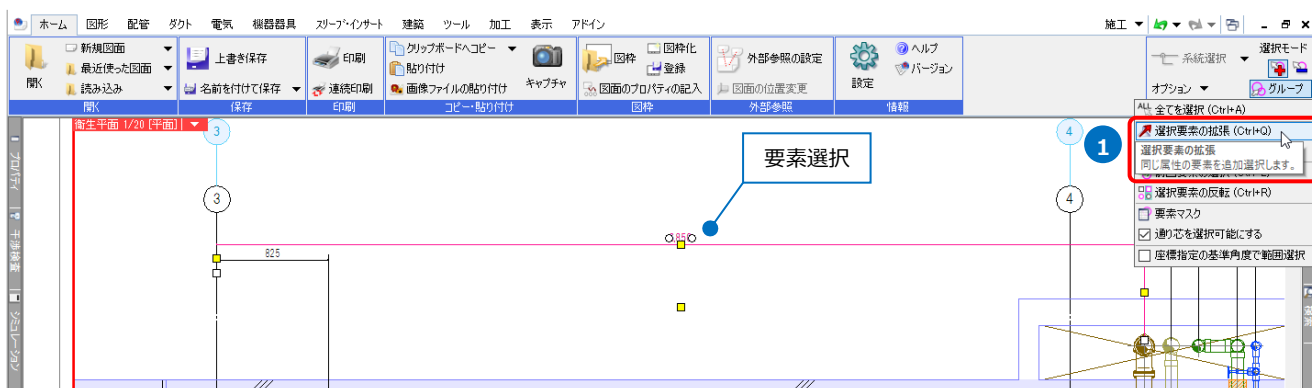 ホーム 図形 配管 ダクト 電気 機器器具 スリーブ・インサート 建築 ツール 加工 表示 アドイン 施工
開く
新規図面
最近使った図面
読み込み
開く
上書き保存
名前を付けて保存
保存
印刷
連続印刷
印刷
クリップボードへコピー
貼り付け
画像ファイルの貼り付け
キャプチャ
コピー・貼り付け
図枠
図枠化
登録
図面のプロパティの記入
図枠
外部参照の設定
図面の位置変更
外部参照
設定
ヘルプ
バージョン
情報
系統選択
選択モード
オプション
グループ
ALL 全てを選択 (Ctrl+A)
選択要素の拡張 (Ctrl+Q)
選択要素の拡張
同じ属性の要素を追加選択します。
選択要素の反転 (Ctrl+R)
要素マスク
通り芯を選択可能にする
座標指定の基準角度で範囲選択
1
衛生平面 1/20 [平面]
3
4
要素選択
3
4
825
プロパティ
干渉検査
シミュレーション
検索